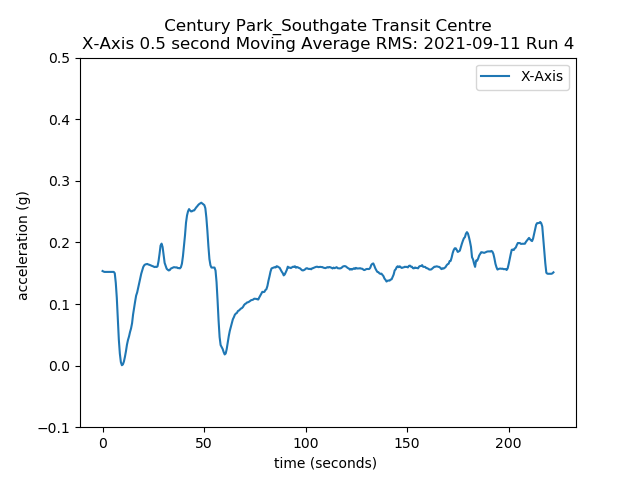 Century Park_Southgate Transit Centre
X-Axis 0.5 second Moving Average RMS: 2021-09-11 Run 4
X-Axis
0.5
0.4
0.3
0.2
0.1
0.0
−0.1
acceleration (g)
0 50 100 150 200
time (seconds)